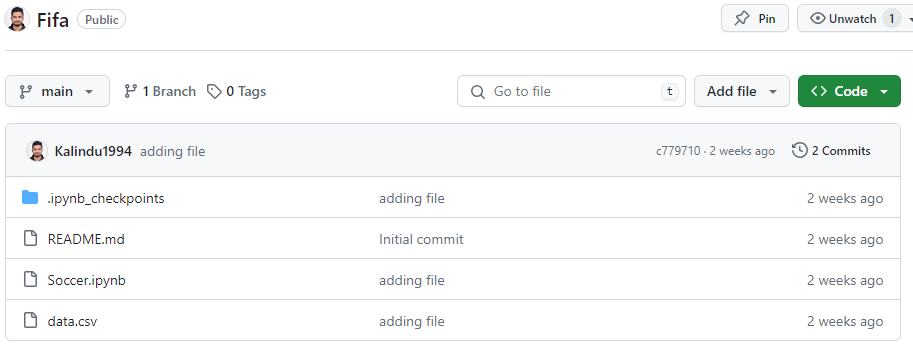 Fifa Public Pin Unwatch 1
main 1 Branch 0 Tags Go to file t Add file <> Code
Kalindu1994 adding file c779710 · 2 weeks ago 2 Commits
.ipynb_checkpoints adding file 2 weeks ago
README.md Initial commit 2 weeks ago
Soccer.ipynb adding file 2 weeks ago
data.csv adding file 2 weeks ago